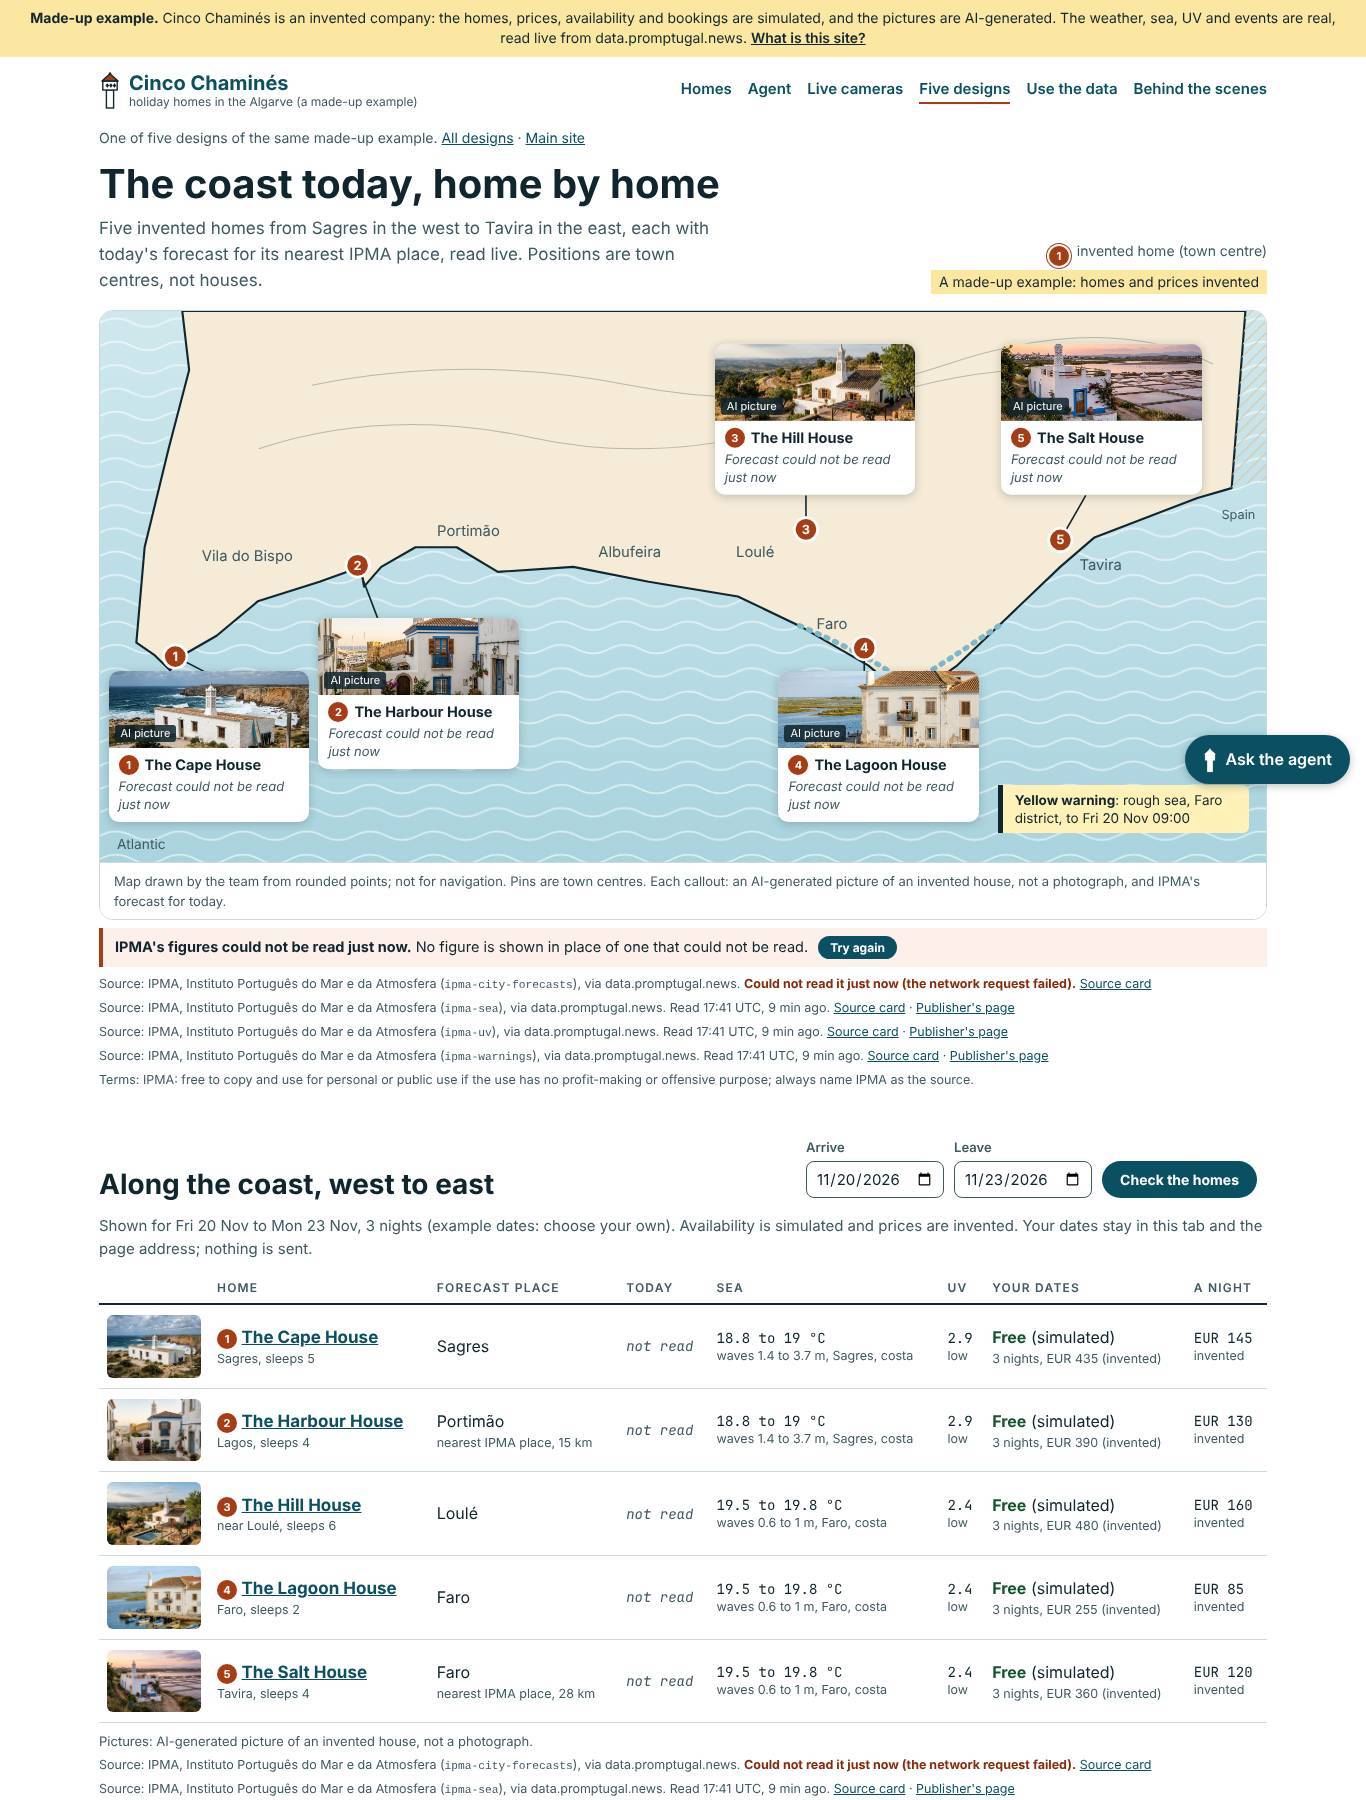 Made-up example. Cinco Chaminés is an invented company: the homes, prices, availability and bookings are simulated, and the pictures are AI-generated. The weather, sea, UV and events are real,
read live from data.promptugal.news. What is this site?
Cinco Chaminés
holiday homes in the Algarve (a made-up example)
Homes Agent Live cameras Five designs Use the data Behind the scenes
One of five designs of the same made-up example. All designs · Main site
The coast today, home by home
Five invented homes from Sagres in the west to Tavira in the east, each with
today's forecast for its nearest IPMA place, read live. Positions are town
centres, not houses.
1 invented home (town centre)
A made-up example: homes and prices invented
AI picture
3 The Hill House
Forecast could not be read
just now
AI picture
5 The Salt House
Forecast could not be read
just now
Spain
3
5
Portimão
Vila do Bispo
Albufeira
Loulé
Tavira
2
Faro
4
1
AI picture
2 The Harbour House
Forecast could not be read
just now
AI picture
1 The Cape House
Forecast could not be read
just now
AI picture
4 The Lagoon House
Forecast could not be read
just now
Ask the agent
Yellow warning: rough sea, Faro
district, to Fri 20 Nov 09:00
Atlantic
Map drawn by the team from rounded points; not for navigation. Pins are town centres. Each callout: an AI-generated picture of an invented house, not a photograph, and IPMA's
forecast for today.
IPMA's figures could not be read just now. No figure is shown in place of one that could not be read. Try again
Source: IPMA, Instituto Português do Mar e da Atmosfera (ipma-city-forecasts), via data.promptugal.news. Could not read it just now (the network request failed). Source card
Source: IPMA, Instituto Português do Mar e da Atmosfera (ipma-sea), via data.promptugal.news. Read 17:41 UTC, 9 min ago. Source card · Publisher's page
Source: IPMA, Instituto Português do Mar e da Atmosfera (ipma-uv), via data.promptugal.news. Read 17:41 UTC, 9 min ago. Source card · Publisher's page
Source: IPMA, Instituto Português do Mar e da Atmosfera (ipma-warnings), via data.promptugal.news. Read 17:41 UTC, 9 min ago. Source card · Publisher's page
Terms: IPMA: free to copy and use for personal or public use if the use has no profit-making or offensive purpose; always name IPMA as the source.
Along the coast, west to east
Arrive Leave
11/20/2026 11/23/2026 Check the homes
Shown for Fri 20 Nov to Mon 23 Nov, 3 nights (example dates: choose your own). Availability is simulated and prices are invented. Your dates stay in this tab and the
page address; nothing is sent.
HOME FORECAST PLACE TODAY SEA UV YOUR DATES A NIGHT
1 The Cape House Sagres not read 18.8 to 19 °C 2.9 Free (simulated) EUR 145
Sagres, sleeps 5 waves 1.4 to 3.7 m, Sagres, costa low 3 nights, EUR 435 (invented) invented
2 The Harbour House Portimão not read 18.8 to 19 °C 2.9 Free (simulated) EUR 130
Lagos, sleeps 4 nearest IPMA place, 15 km waves 1.4 to 3.7 m, Sagres, costa low 3 nights, EUR 390 (invented) invented
3 The Hill House Loulé not read 19.5 to 19.8 °C 2.4 Free (simulated) EUR 160
near Loulé, sleeps 6 waves 0.6 to 1 m, Faro, costa low 3 nights, EUR 480 (invented) invented
4 The Lagoon House Faro not read 19.5 to 19.8 °C 2.4 Free (simulated) EUR 85
Faro, sleeps 2 waves 0.6 to 1 m, Faro, costa low 3 nights, EUR 255 (invented) invented
5 The Salt House Faro not read 19.5 to 19.8 °C 2.4 Free (simulated) EUR 120
Tavira, sleeps 4 nearest IPMA place, 28 km waves 0.6 to 1 m, Faro, costa low 3 nights, EUR 360 (invented) invented
Pictures: AI-generated picture of an invented house, not a photograph.
Source: IPMA, Instituto Português do Mar e da Atmosfera (ipma-city-forecasts), via data.promptugal.news. Could not read it just now (the network request failed). Source card
Source: IPMA, Instituto Português do Mar e da Atmosfera (ipma-sea), via data.promptugal.news. Read 17:41 UTC, 9 min ago. Source card · Publisher's page